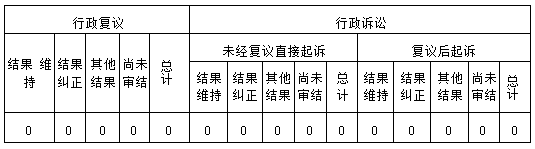 行政复议 行政诉讼
未经复议直接起诉 复议后起诉
结果维持 结果纠正 其他结果 尚未审结 总计 结果维持 结果纠正 其他结果 尚未审结 总计 结果维持 结果纠正 其他结果 尚未审结 总计
0 0 0 0 0 0 0 0 0 0 0 0 0 0 0